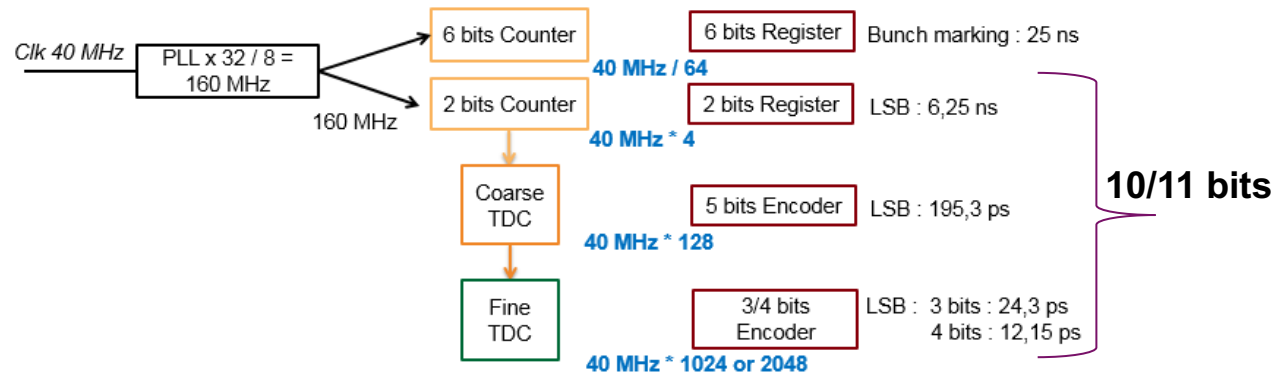 Clk 40 MHz
PLL x 32 / 8 =
160 MHz
160 MHz
6 bits Counter
40 MHz / 64
6 bits Register
Bunch marking : 25 ns
2 bits Counter
40 MHz * 4
2 bits Register
LSB : 6,25 ns
Coarse
TDC
40 MHz * 128
5 bits Encoder
LSB : 195,3 ps
Fine
TDC
40 MHz * 1024 or 2048
3/4 bits
Encoder
LSB : 3 bits : 24,3 ps
4 bits : 12,15 ps
10/11 bits